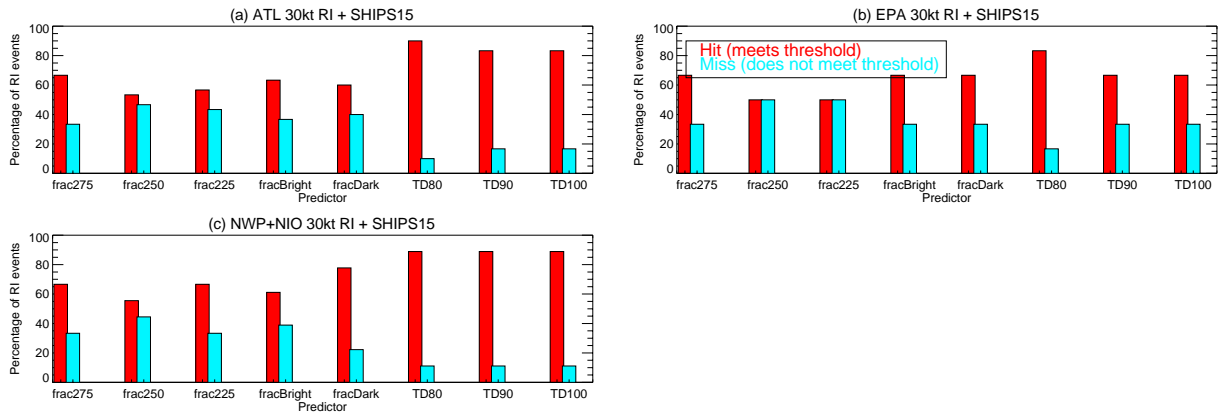 (a) ATL 30kt RI + SHIPS15
Percentage of RI events
100
80
60
40
20
0
frac275 frac250 frac225 fracBright fracDark TD80 TD90 TD100
Predictor
(b) EPA 30kt RI + SHIPS15
Hit (meets threshold)
Miss (does not meet threshold)
Percentage of RI events
100
80
60
40
20
0
frac275 frac250 frac225 fracBright fracDark TD80 TD90 TD100
Predictor
(c) NWP+NIO 30kt RI + SHIPS15
Percentage of RI events
100
80
60
40
20
0
frac275 frac250 frac225 fracBright fracDark TD80 TD90 TD100
Predictor